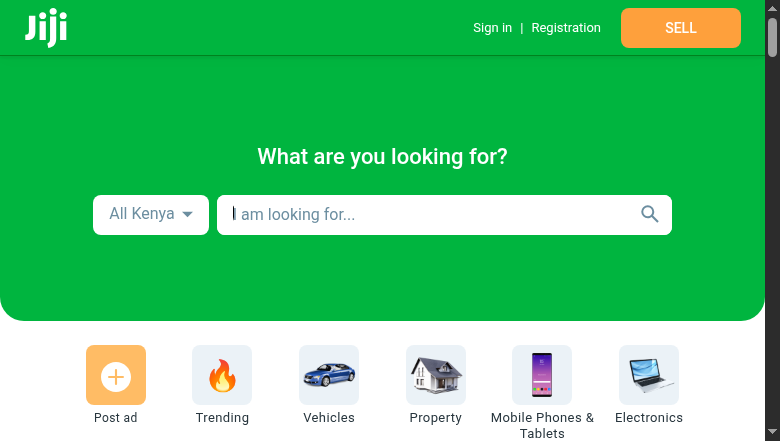 Jiji
Sign in | Registration
SELL
What are you looking for?
All Kenya
I am looking for...
Post ad
Trending
Vehicles
Property
Mobile Phones &
Tablets
Electronics